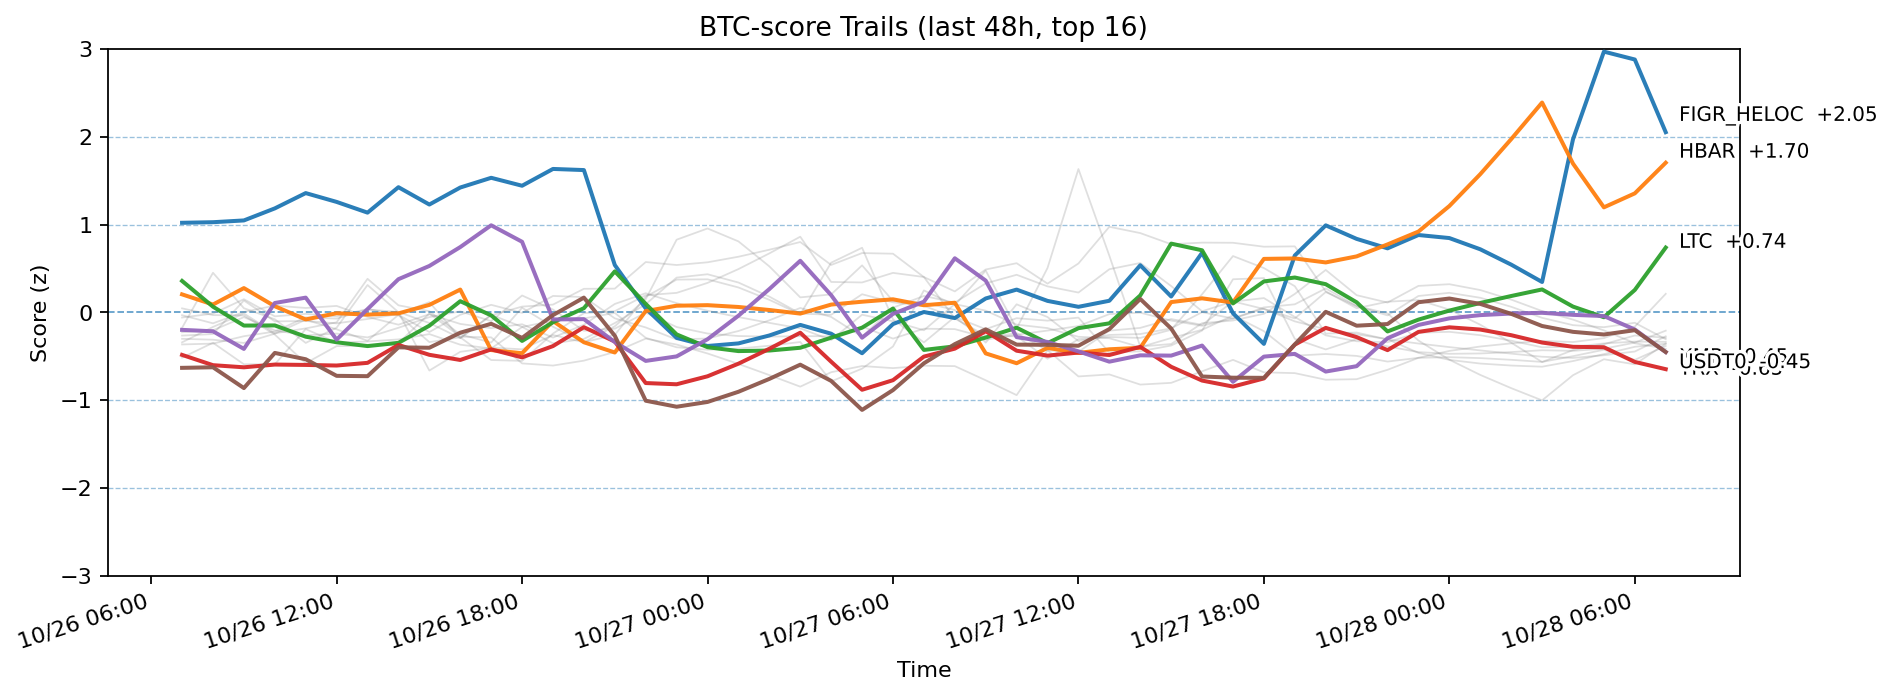 BTC-score Trails (last 48h, top 16)
Score (z)
3
2
1
0
−1
−2
−3
FIGR_HELOC +2.05
HBAR +1.70
LTC +0.74
USDT0 -0.45
10/26 06:00
10/26 12:00
10/26 18:00
10/27 00:00
10/27 06:00
10/27 12:00
10/27 18:00
10/28 00:00
10/28 06:00
Time